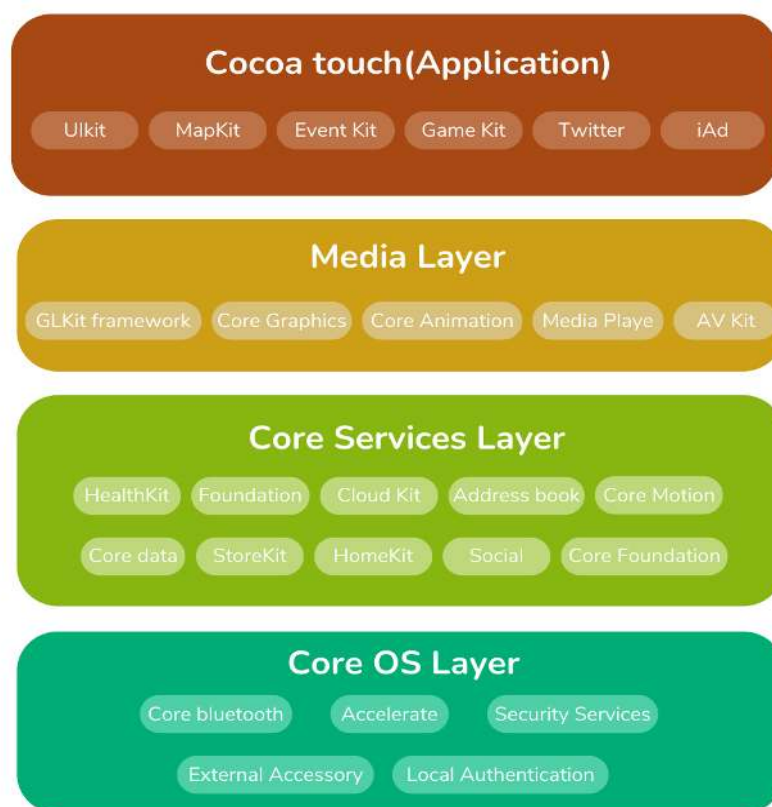 Cocoa touch(Application)
UIkit MapKit Event Kit Game Kit Twitter iAd
Media Layer
GLKit framework Core Graphics Core Animation Media Playe AV Kit
Core Services Layer
HealthKit Foundation Cloud Kit Address book Core Motion
Core data StoreKit HomeKit Social Core Foundation
Core OS Layer
Core bluetooth Accelerate Security Services
External Accessory Local Authentication